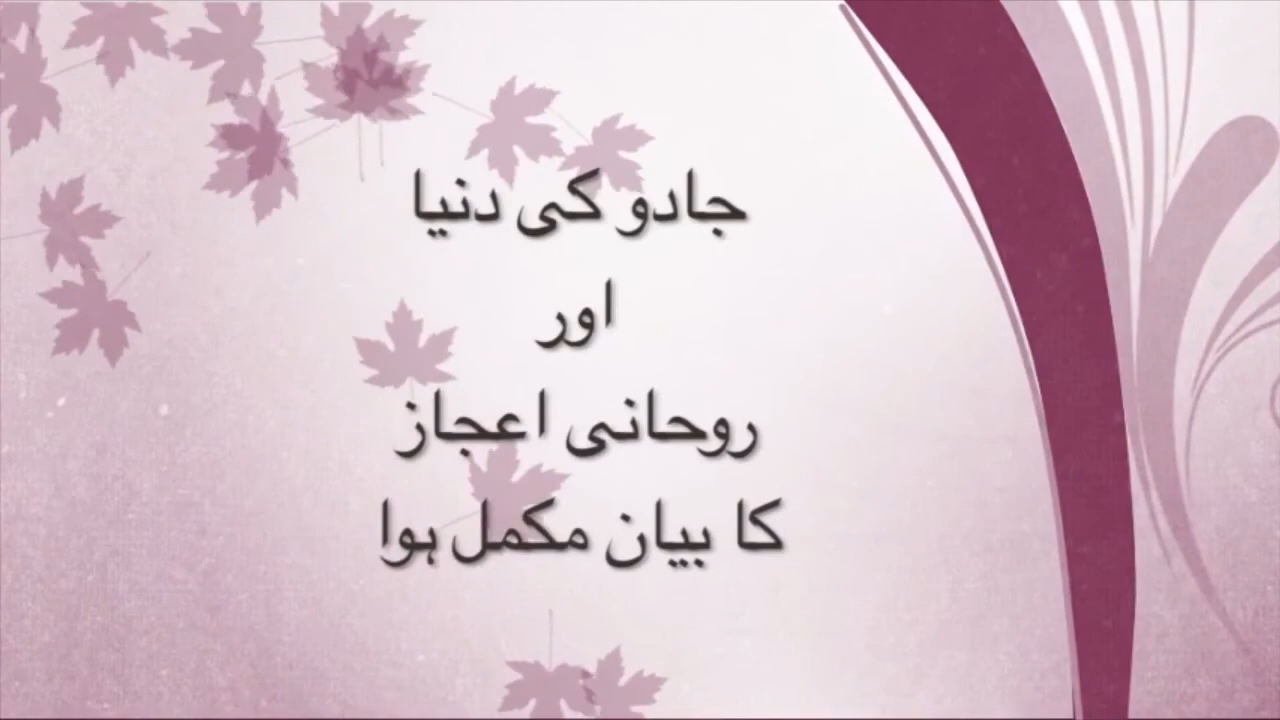 جادو کی دنیا
اور
روحانی اعجاز
کا بیان مکمل ہوا